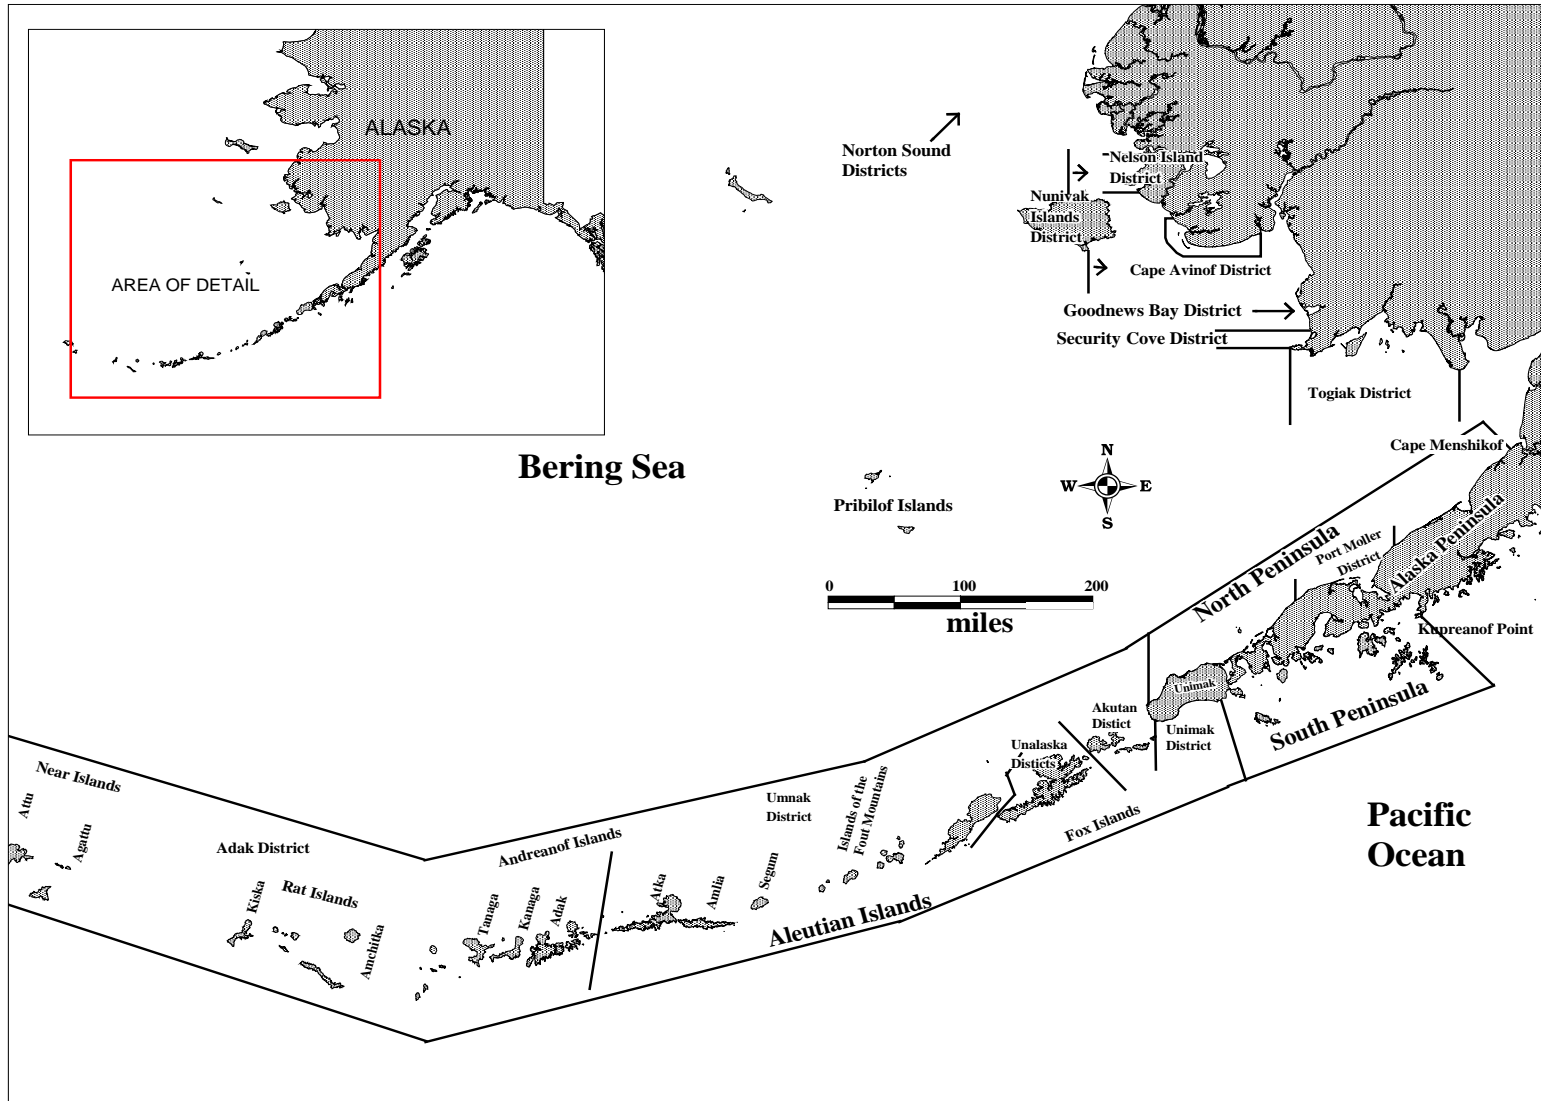 ALASKA
AREA OF DETAIL
Norton Sound
Districts
Nelson Island
District
Nunivak
Islands
District
Cape Avinof District
Goodnews Bay District
Security Cove District
Togiak District
Cape Menshikof
Bering Sea
N
W
E
S
Pribilof Islands
0
100
200
miles
North Peninsula
Port Moller
District
Alaska Peninsula
Kupreanof Point
Unimak
South Peninsula
Akutan
Distict
Unimak
District
Unalaska
Disticts
Fox Islands
Pacific
Ocean
Near Islands
Attu
Agattu
Adak District
Rat Islands
Kiska
Amchitka
Andreanof Islands
Tanaga
Kanaga
Adak
Atka
Amlia
Segum
Umnak
District
Islands of the
Fout Mountains
Aleutian Islands